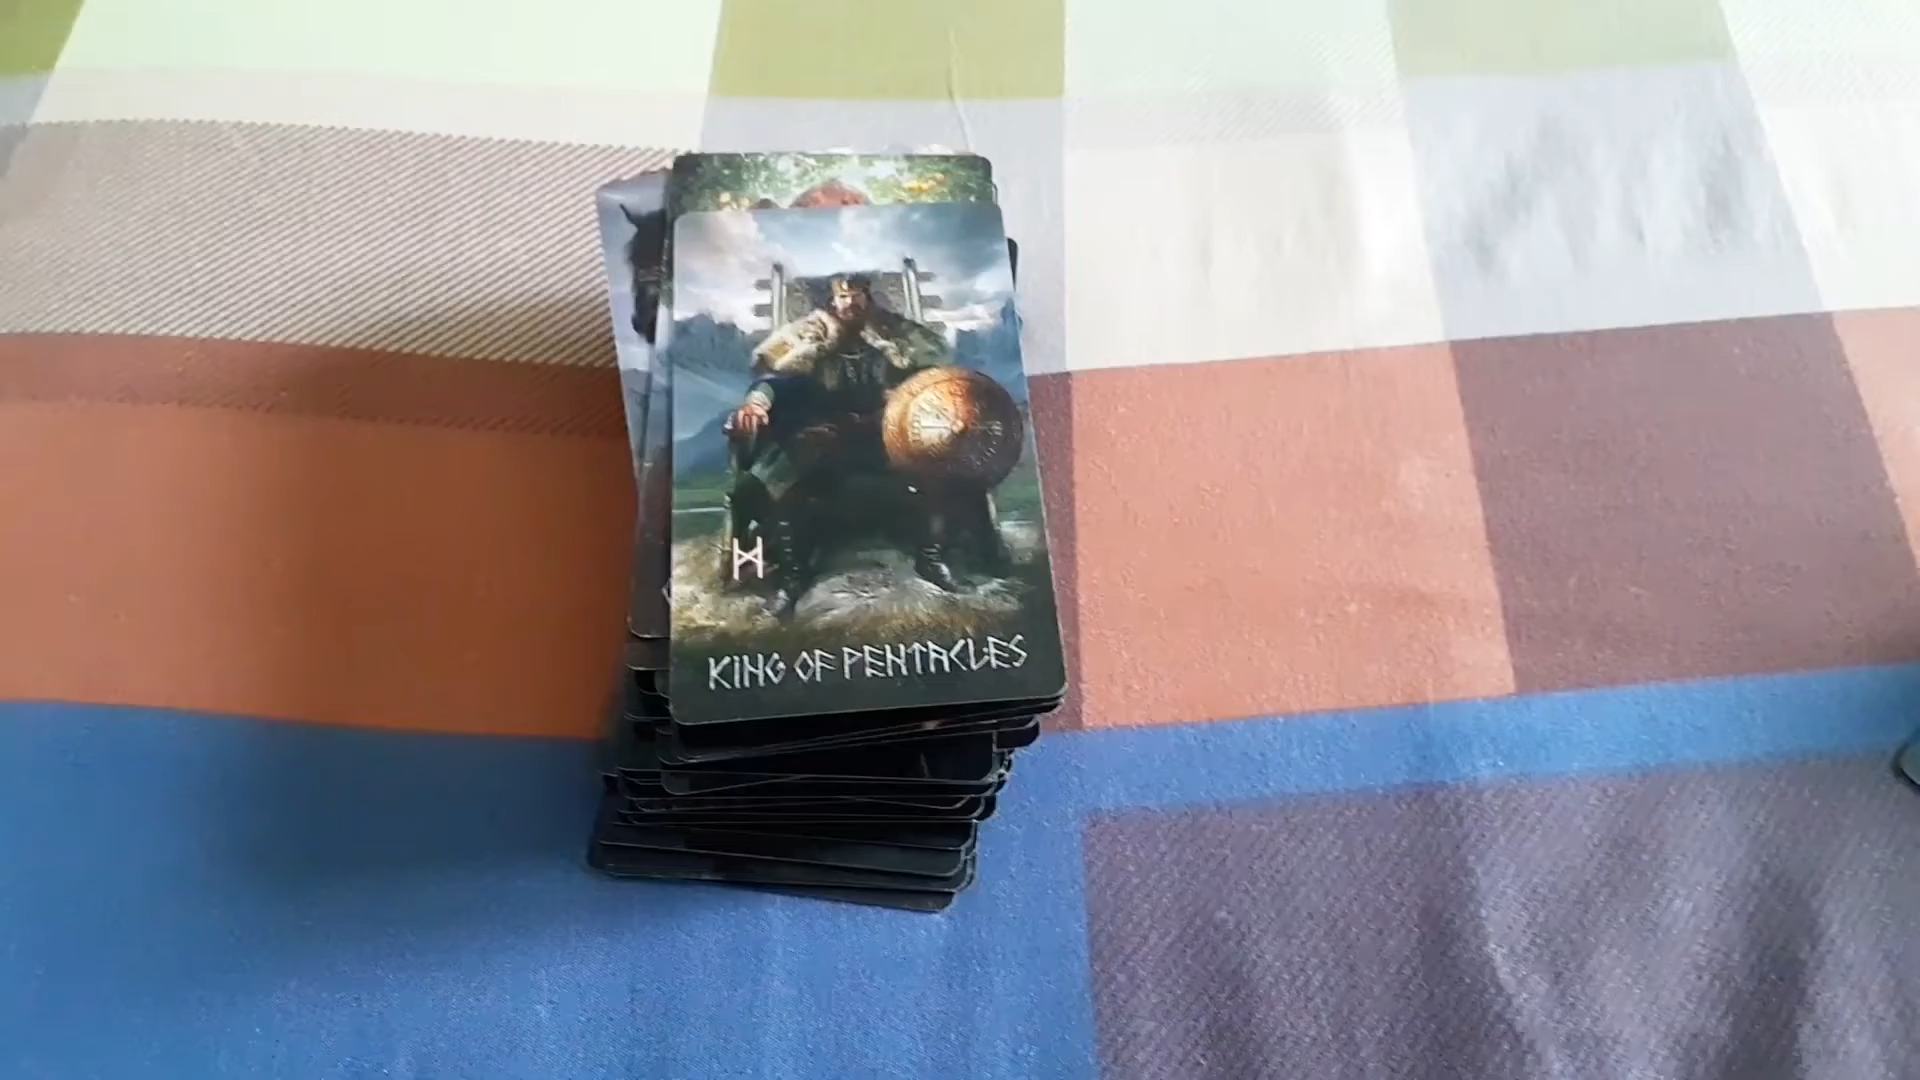 ᛗ
KING OF PENTACLES